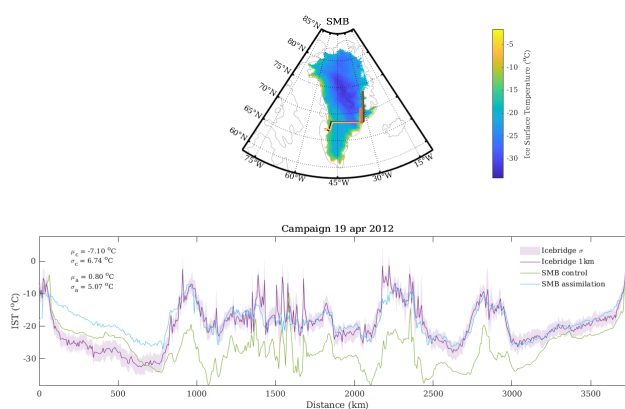 SMB
85°N
80°N
75°N
70°N
65°N
60°N
75°W
60°W
45°W
30°W
15°W
-5
-10
-15
-20
-25
-30
Ice Surface Temperature (°C)
Campaign 19 apr 2012
μc = -7.10 °C
σc = 6.74 °C
μa = 0.80 °C
σa = 5.07 °C
Icebridge σ
Icebridge 1km
SMB control
SMB assimilation
0
-10
-20
-30
IST (°C)
0 500 1000 1500 2000 2500 3000 3500
Distance (km)